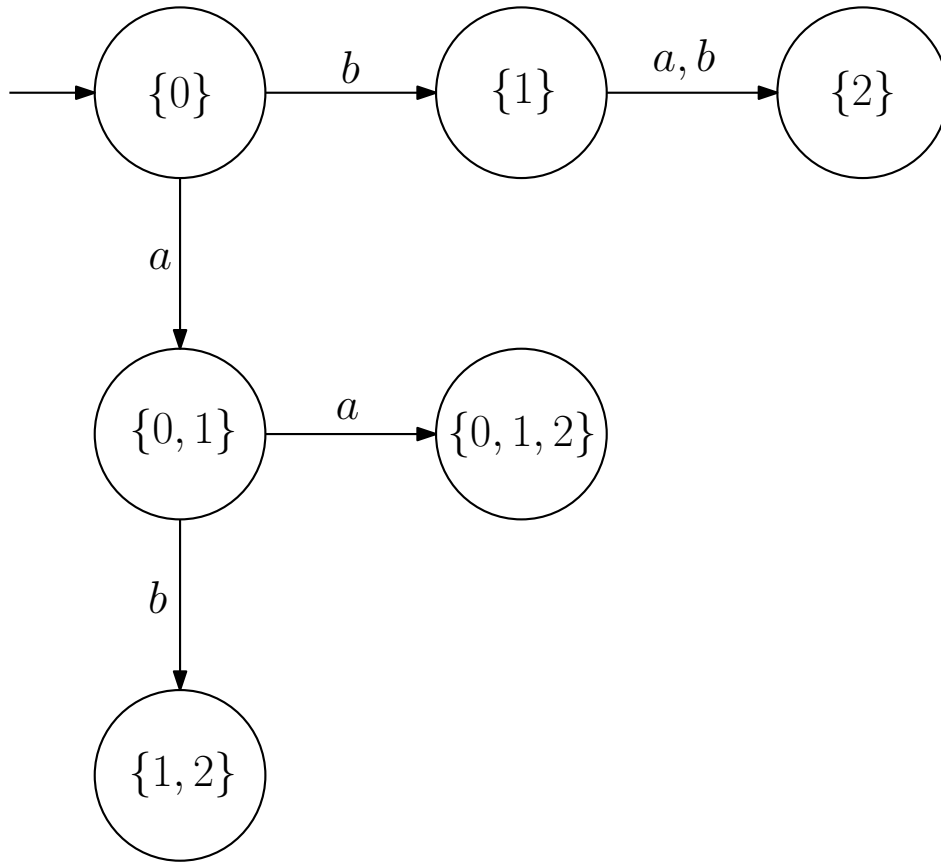 b
a, b
{0}
{1}
{2}
a
a
{0, 1}
{0, 1, 2}
b
{1, 2}